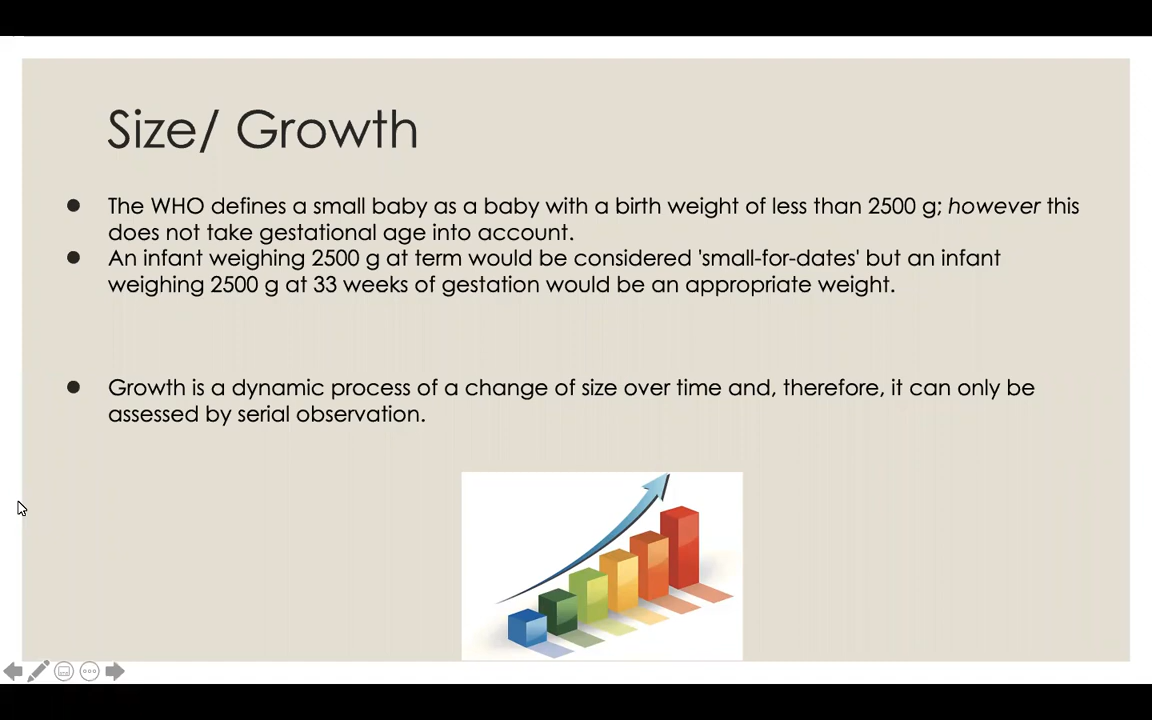 Size/ Growth
The WHO defines a small baby as a baby with a birth weight of less than 2500 g; however this
does not take gestational age into account.
An infant weighing 2500 g at term would be considered 'small-for-dates' but an infant
weighing 2500 g at 33 weeks of gestation would be an appropriate weight.
Growth is a dynamic process of a change of size over time and, therefore, it can only be
assessed by serial observation.